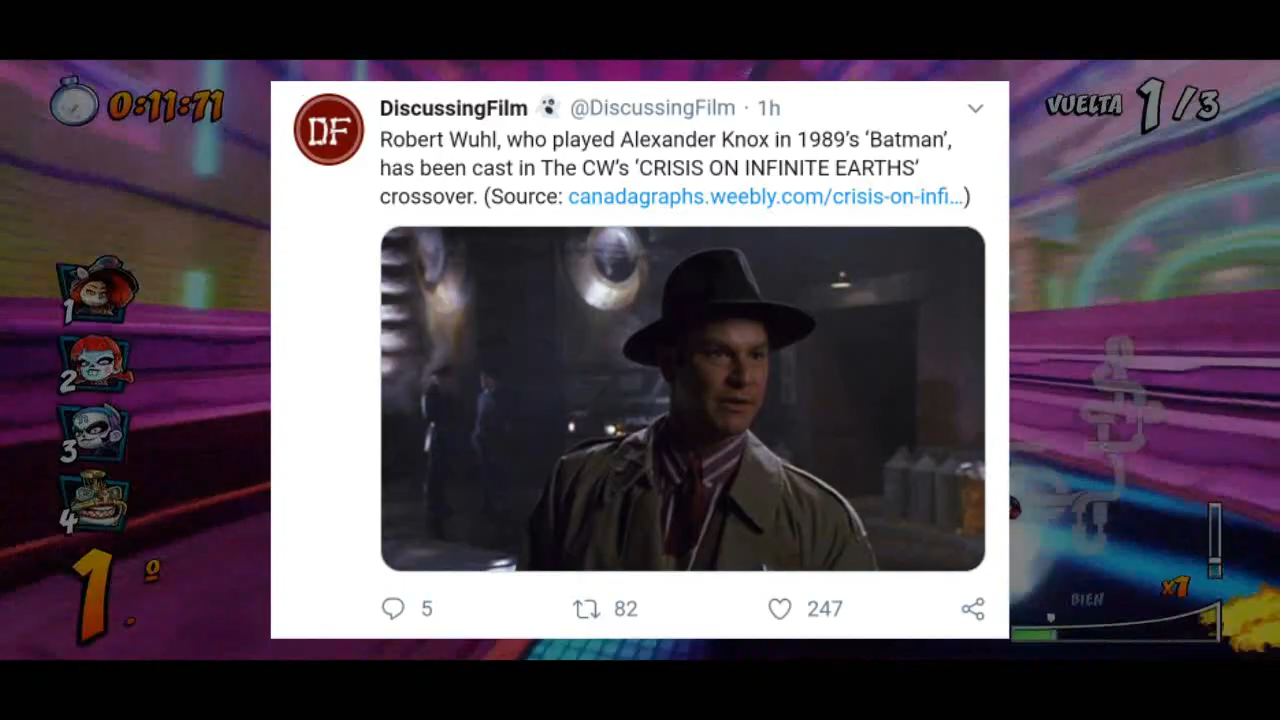 0:11:71
VUELTA 1/3
DF
DiscussingFilm @DiscussingFilm · 1h
Robert Wuhl, who played Alexander Knox in 1989’s ‘Batman’,
has been cast in The CW’s ‘CRISIS ON INFINITE EARTHS’
crossover. (Source: canadagraphs.weebly.com/crisis-on-infi…)
1
2
3
4
1º
5 82 247
x1
BIEN